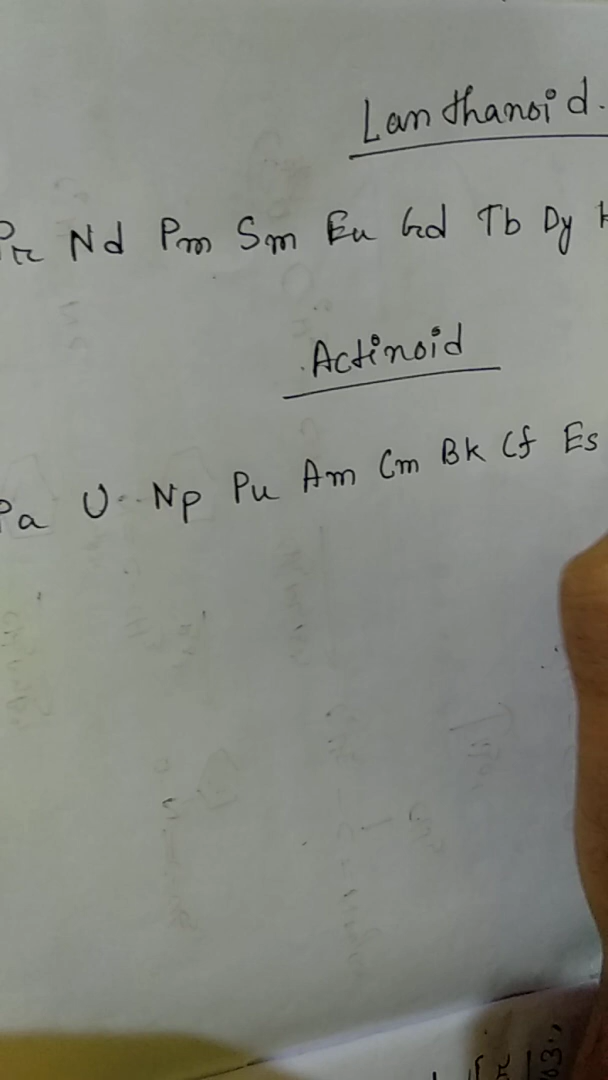 Lanthanoid.
Pr Nd Pm Sm Eu Gd Tb Dy
Actinoid
Pa U Np Pu Am Cm Bk Cf Es